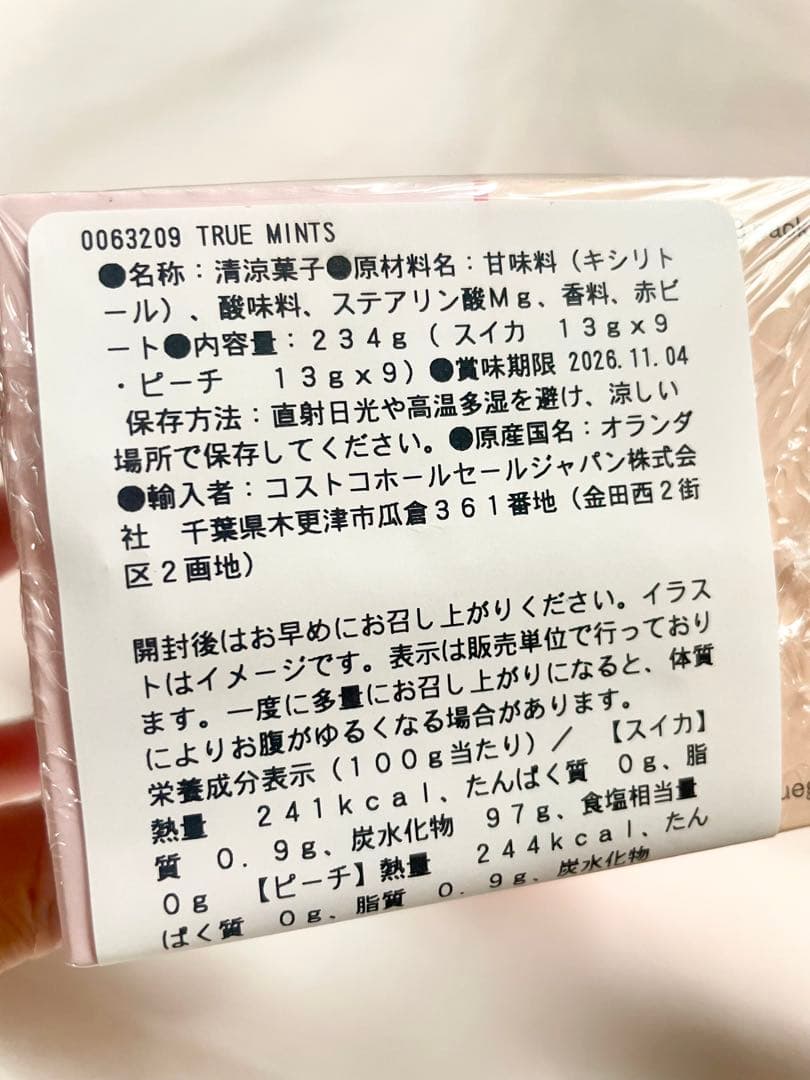 0063209 TRUE MINTS
●名称：清涼菓子●原材料名：甘味料（キシリト
ール）、酸味料、ステアリン酸Ｍｇ、香料、赤ビ
ート●内容量：２３４ｇ（スイカ　１３ｇｘ９
・ピーチ　　１３ｇｘ９）●賞味期限 2026.11.04
保存方法：直射日光や高温多湿を避け、涼しい
場所で保存してください。●原産国名：オランダ
●輸入者：コストコホールセールジャパン株式会
社　千葉県木更津市瓜倉３６１番地（金田西２街
区２画地）
開封後はお早めにお召し上がりください。イラス
トはイメージです。表示は販売単位で行っており
ます。一度に多量にお召し上がりになると、体質
によりお腹がゆるくなる場合があります。
栄養成分表示（１００ｇ当たり）／　【スイカ】
熱量　２４１ｋｃａｌ、たんぱく質　０ｇ、脂
質　０．９ｇ、炭水化物　９７ｇ、食塩相当量
０ｇ　【ピーチ】熱量　２４４ｋｃａｌ、たん
ぱく質　０ｇ、脂質　０．９ｇ、炭水化物